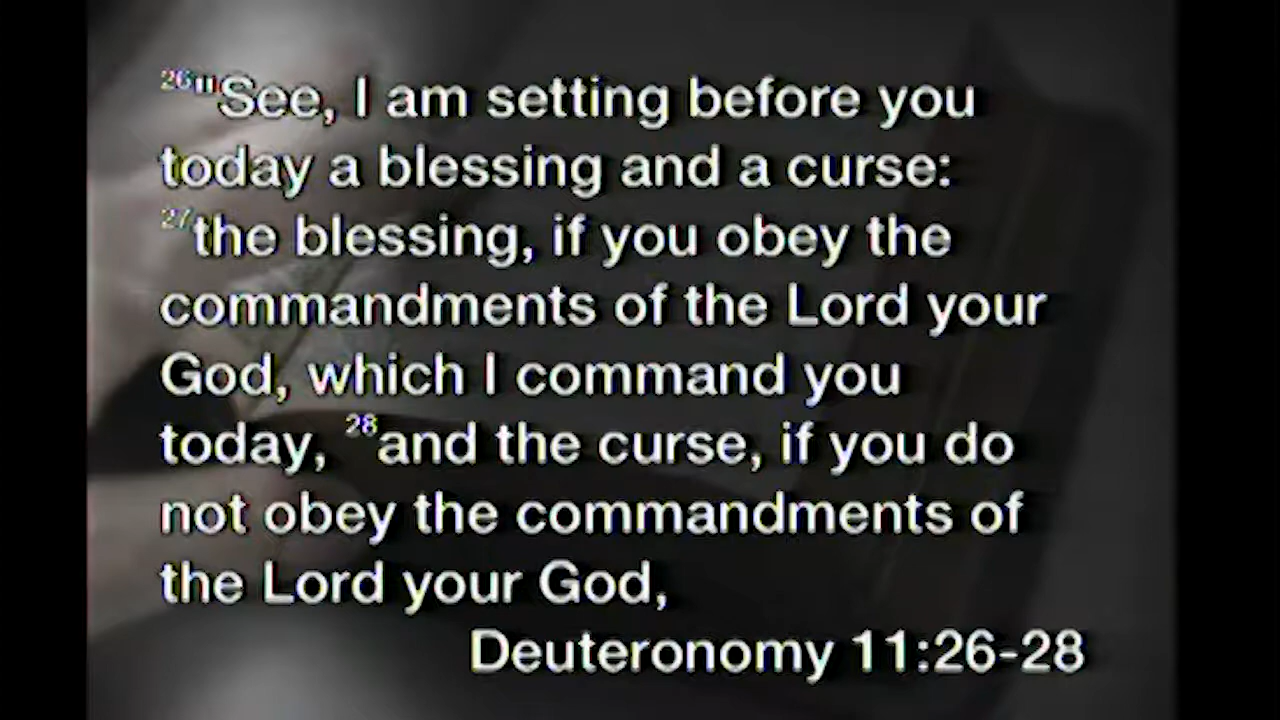 26"See, I am setting before you
today a blessing and a curse:
27the blessing, if you obey the
commandments of the Lord your
God, which I command you
today, 28and the curse, if you do
not obey the commandments of
the Lord your God,
Deuteronomy 11:26-28